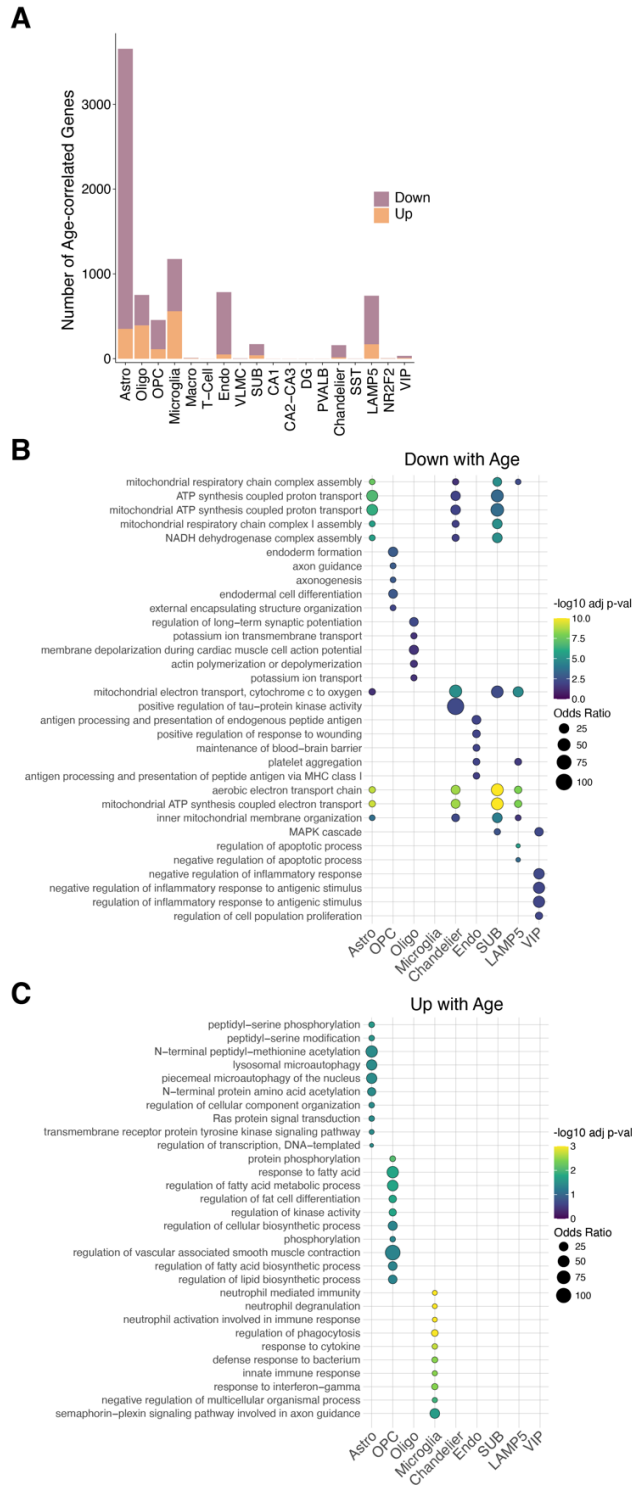 A
Number of Age-correlated Genes
3000
2000
1000
0
Down
Up
Astro
Oligo
OPC
Microglia
Macro
T-Cell
Endo
VLMC
SUB
CA1
CA2-CA3
DG
PVALB
Chandelier
SST
LAMP5
NR2F2
VIP
B
Down with Age
mitochondrial respiratory chain complex assembly
ATP synthesis coupled proton transport
mitochondrial ATP synthesis coupled proton transport
mitochondrial respiratory chain complex I assembly
NADH dehydrogenase complex assembly
endoderm formation
axon guidance
axonogenesis
endodermal cell differentiation
external encapsulating structure organization
regulation of long−term synaptic potentiation
potassium ion transmembrane transport
membrane depolarization during cardiac muscle cell action potential
actin polymerization or depolymerization
potassium ion transport
mitochondrial electron transport, cytochrome c to oxygen
positive regulation of tau−protein kinase activity
antigen processing and presentation of endogenous peptide antigen
positive regulation of response to wounding
maintenance of blood−brain barrier
platelet aggregation
antigen processing and presentation of peptide antigen via MHC class I
aerobic electron transport chain
mitochondrial ATP synthesis coupled electron transport
inner mitochondrial membrane organization
MAPK cascade
regulation of apoptotic process
negative regulation of apoptotic process
negative regulation of inflammatory response
negative regulation of inflammatory response to antigenic stimulus
regulation of inflammatory response to antigenic stimulus
regulation of cell population proliferation
Astro
OPC
Oligo
Microglia
Chandelier
Endo
SUB
LAMP5
VIP
-log10 adj p-val
10.0
7.5
5.0
2.5
0.0
Odds Ratio
25
50
75
100
C
Up with Age
peptidyl−serine phosphorylation
peptidyl−serine modification
N−terminal peptidyl−methionine acetylation
lysosomal microautophagy
piecemeal microautophagy of the nucleus
N−terminal protein amino acid acetylation
regulation of cellular component organization
Ras protein signal transduction
transmembrane receptor protein tyrosine kinase signaling pathway
regulation of transcription, DNA−templated
protein phosphorylation
response to fatty acid
regulation of fatty acid metabolic process
regulation of fat cell differentiation
regulation of kinase activity
regulation of cellular biosynthetic process
phosphorylation
regulation of vascular associated smooth muscle contraction
regulation of fatty acid biosynthetic process
regulation of lipid biosynthetic process
neutrophil mediated immunity
neutrophil degranulation
neutrophil activation involved in immune response
regulation of phagocytosis
response to cytokine
defense response to bacterium
innate immune response
response to interferon−gamma
negative regulation of multicellular organismal process
semaphorin−plexin signaling pathway involved in axon guidance
Astro
OPC
Oligo
Microglia
Chandelier
Endo
SUB
LAMP5
VIP
-log10 adj p-val
3
2
1
0
Odds Ratio
25
50
75
100